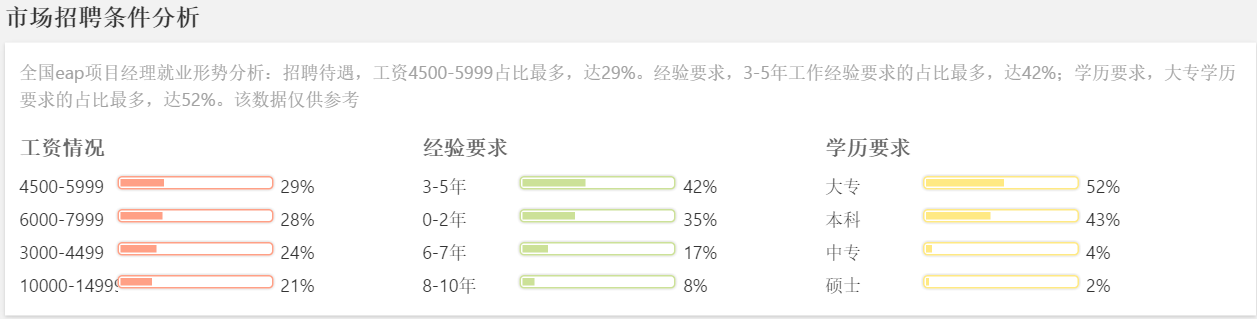 市场招聘条件分析
全国eap项目经理就业形势分析：招聘待遇，工资4500-5999占比最多，达29%。经验要求，3-5年工作经验要求的占比最多，达42%；学历要求，大专学历
要求的占比最多，达52%。该数据仅供参考
工资情况 经验要求 学历要求
4500-5999 29% 3-5年 42% 大专 52%
6000-7999 28% 0-2年 35% 本科 43%
3000-4499 24% 6-7年 17% 中专 4%
10000-14999 21% 8-10年 8% 硕士 2%